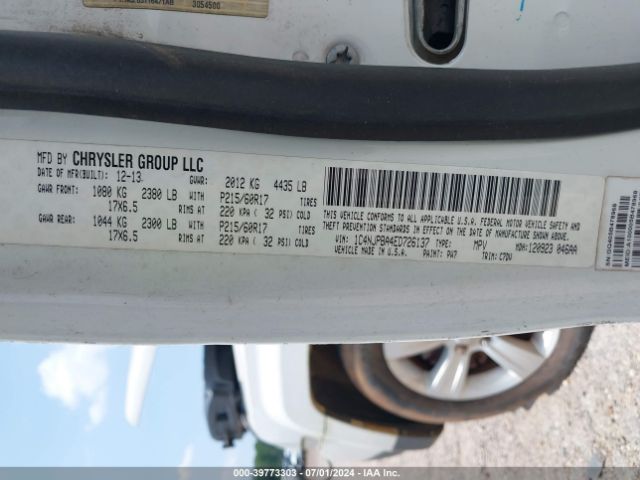 3054500
MFD BY CHRYSLER GROUP LLC
DATE OF MFR(BUILT): 12-13 GVWR: 2012 KG 4435 LB
GAWR FRONT: 1080 KG 2380 LB WITH P215/60R17 TIRES
17X6.5 RIMS AT 220 KPA ( 32 PSI) COLD
GAWR REAR: 1044 KG 2300 LB WITH P215/60R17 TIRES
17X6.5 RIMS AT 220 KPA ( 32 PSI) COLD
THIS VEHICLE CONFORMS TO ALL APPLICABLE U.S.A. FEDERAL MOTOR VEHICLE SAFETY AND
THEFT PREVENTION STANDARDS IN EFFECT ON THE DATE OF MANUFACTURE SHOWN ABOVE.
VIN: 1C4NJPBA4ED726137 TYPE: MPV MDH: 120923 046AA
VEHICLE MADE IN U.S.A. PAINT: PW7 TRIM: C7DV
000-39773303 - 07/01/2024 - IAA Inc.